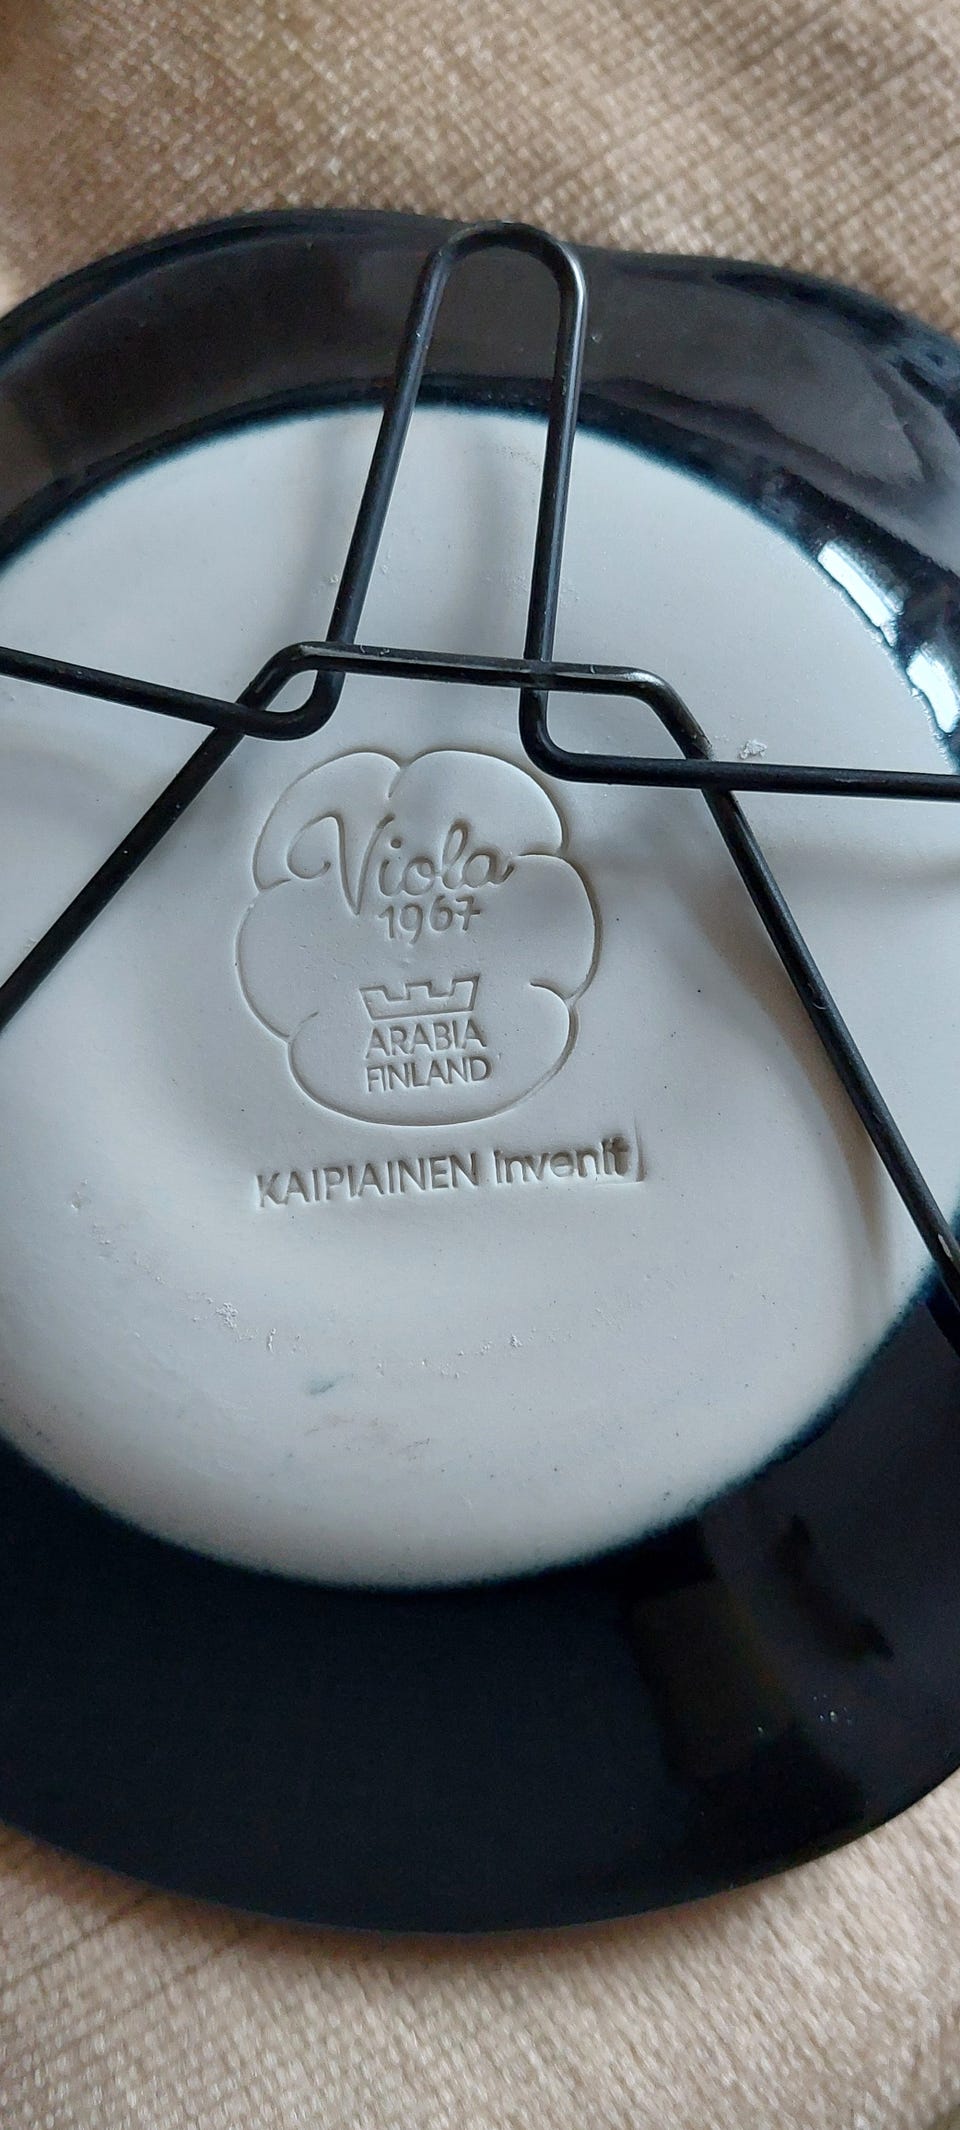 Viola
1967
ARABIA
FINLAND
KAIPIAINEN invenit